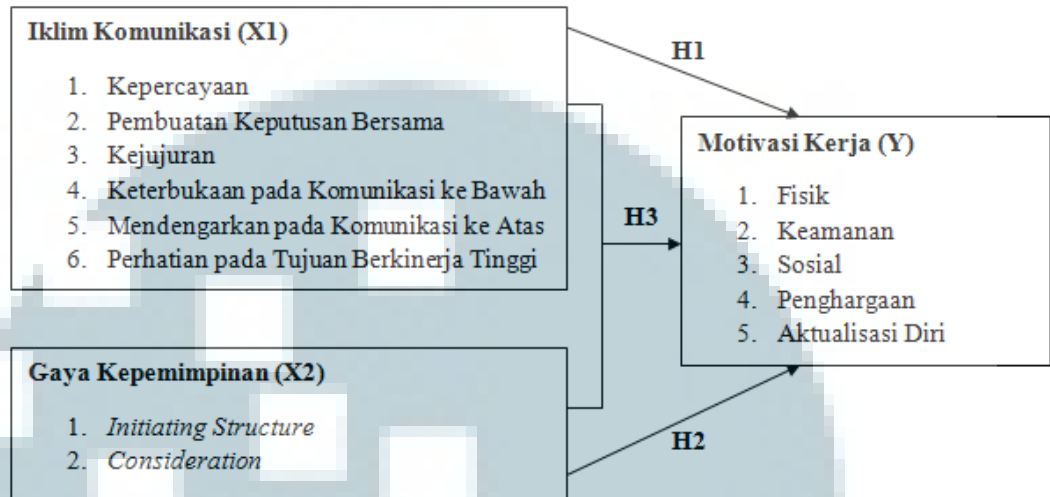 Iklim Komunikasi (X1)
1. Kepercayaan
2. Pembuatan Keputusan Bersama
3. Kejujuran
4. Keterbukaan pada Komunikasi ke Bawah
5. Mendengarkan pada Komunikasi ke Atas
6. Perhatian pada Tujuan Berkinerja Tinggi
H1
Motivasi Kerja (Y)
1. Fisik
2. Keamanan
3. Sosial
4. Penghargaan
5. Aktualisasi Diri
H3
Gaya Kepemimpinan (X2)
1. Initiating Structure
2. Consideration
H2